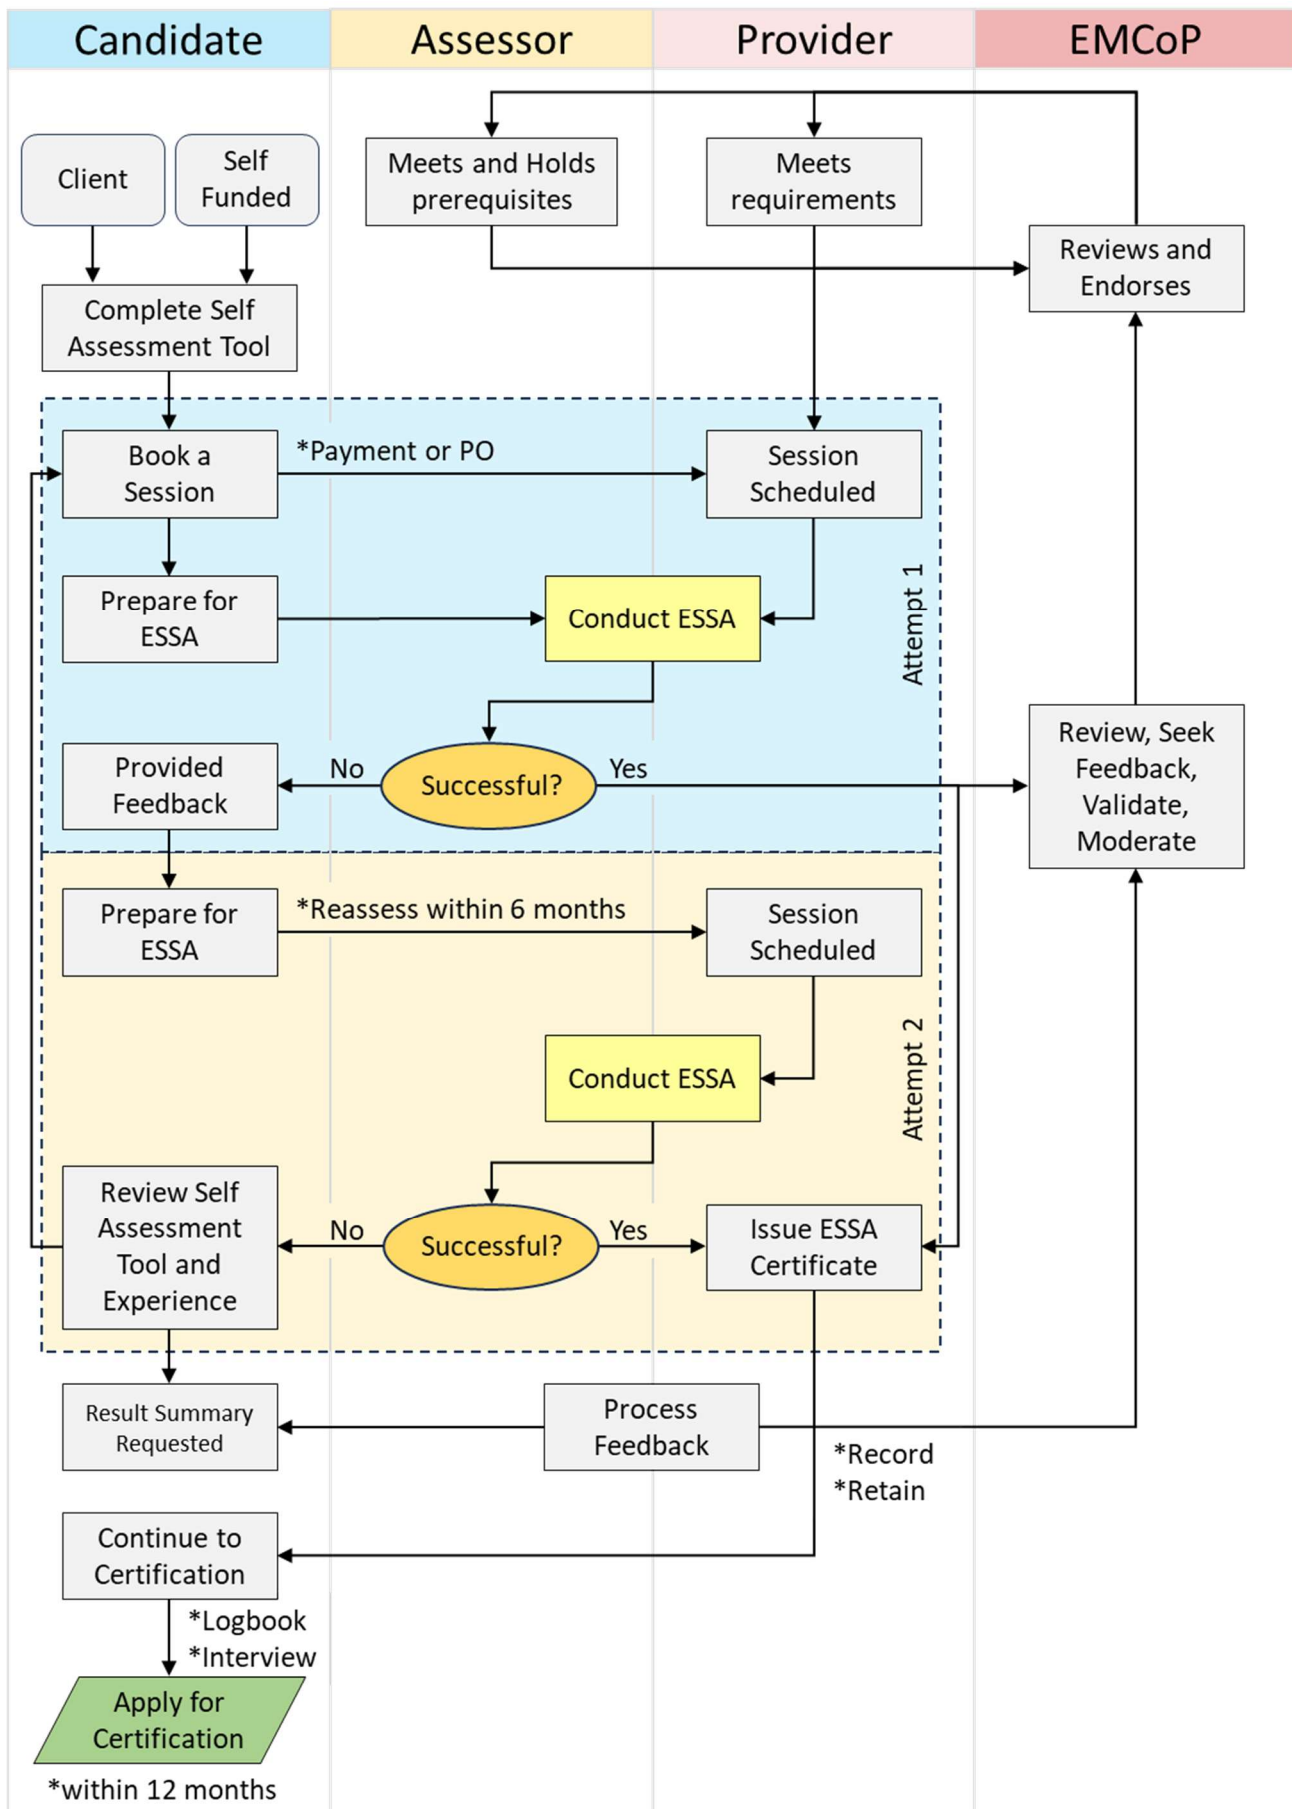 Candidate
Assessor
Provider
EMCoP
Client
Self
Funded
Meets and Holds
prerequisites
Meets
requirements
Reviews and
Endorses
Complete Self
Assessment Tool
Book a
Session
*Payment or PO
Session
Scheduled
Prepare for
ESSA
Conduct ESSA
Attempt 1
Provided
Feedback
No
Successful?
Yes
Review, Seek
Feedback,
Validate,
Moderate
Prepare for
ESSA
*Reassess within 6 months
Session
Scheduled
Conduct ESSA
Attempt 2
Review Self
Assessment
Tool and
Experience
No
Successful?
Yes
Issue ESSA
Certificate
Result Summary
Requested
Process
Feedback
*Record
*Retain
Continue to
Certification
*Logbook
*Interview
Apply for
Certification
*within 12 months